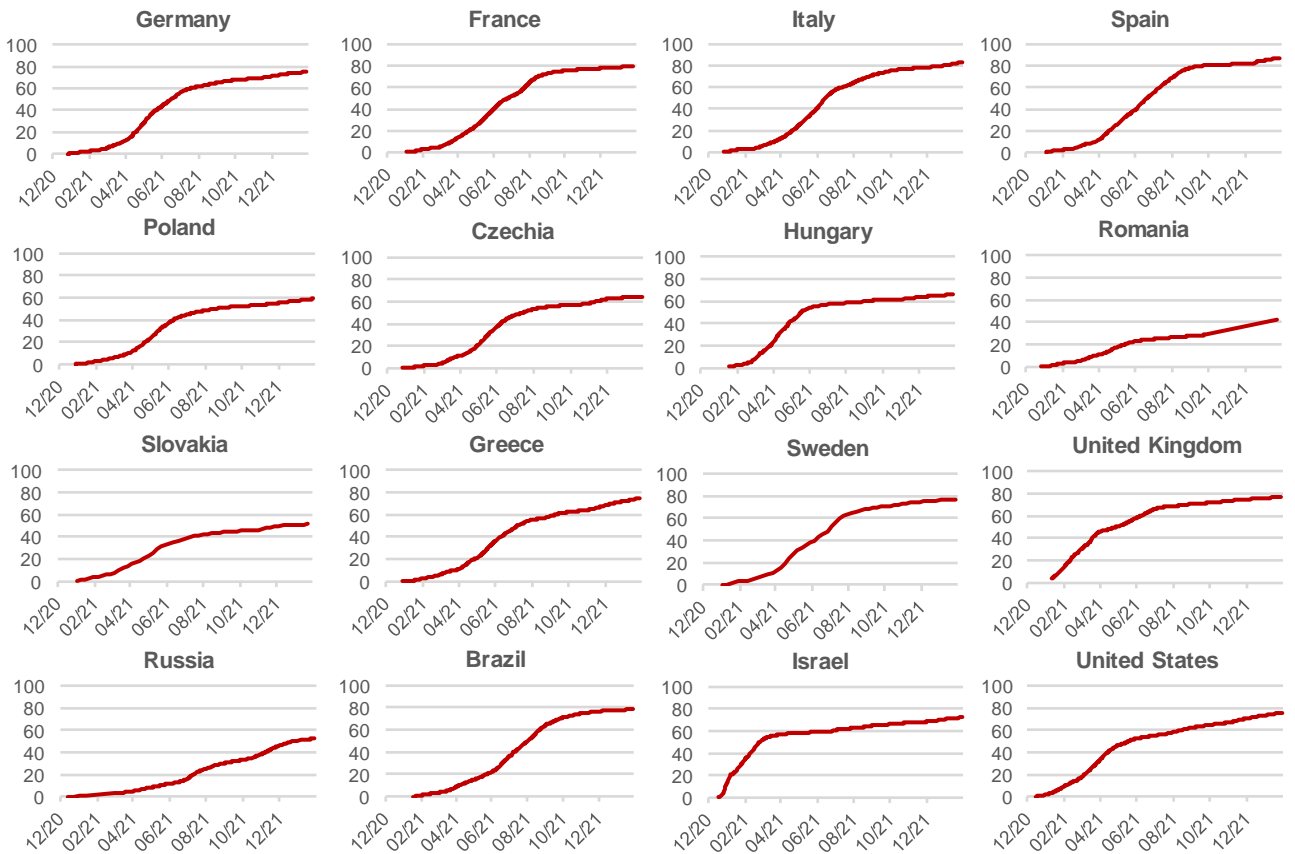 Germany France Italy Spain
100 100 100 100
80 80 80 80
60 60 60 60
40 40 40 40
20 20 20 20
0 0 0 0
12/20 02/21 04/21 06/21 08/21 10/21 12/21 12/20 02/21 04/21 06/21 08/21 10/21 12/21 12/20 02/21 04/21 06/21 08/21 10/21 12/21 12/20 02/21 04/21 06/21 08/21 10/21 12/21
Poland Czechia Hungary Romania
100 100 100 100
80 80 80 80
60 60 60 60
40 40 40 40
20 20 20 20
0 0 0 0
12/20 02/21 04/21 06/21 08/21 10/21 12/21 12/20 02/21 04/21 06/21 08/21 10/21 12/21 12/20 02/21 04/21 06/21 08/21 10/21 12/21 12/20 02/21 04/21 06/21 08/21 10/21 12/21
Slovakia Greece Sweden United Kingdom
100 100 100 100
80 80 80 80
60 60 60 60
40 40 40 40
20 20 20 20
0 0 0 0
12/20 02/21 04/21 06/21 08/21 10/21 12/21 12/20 02/21 04/21 06/21 08/21 10/21 12/21 12/20 02/21 04/21 06/21 08/21 10/21 12/21 12/20 02/21 04/21 06/21 08/21 10/21 12/21
Russia Brazil Israel United States
100 100 100 100
80 80 80 80
60 60 60 60
40 40 40 40
20 20 20 20
0 0 0 0
12/20 02/21 04/21 06/21 08/21 10/21 12/21 12/20 02/21 04/21 06/21 08/21 10/21 12/21 12/20 02/21 04/21 06/21 08/21 10/21 12/21 12/20 02/21 04/21 06/21 08/21 10/21 12/21